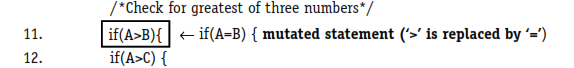 /*Check for greatest of three numbers*/
11. if(A>B){ ← if(A=B) { mutated statement (‘>’ is replaced by ‘=’)
12. if(A>C) {